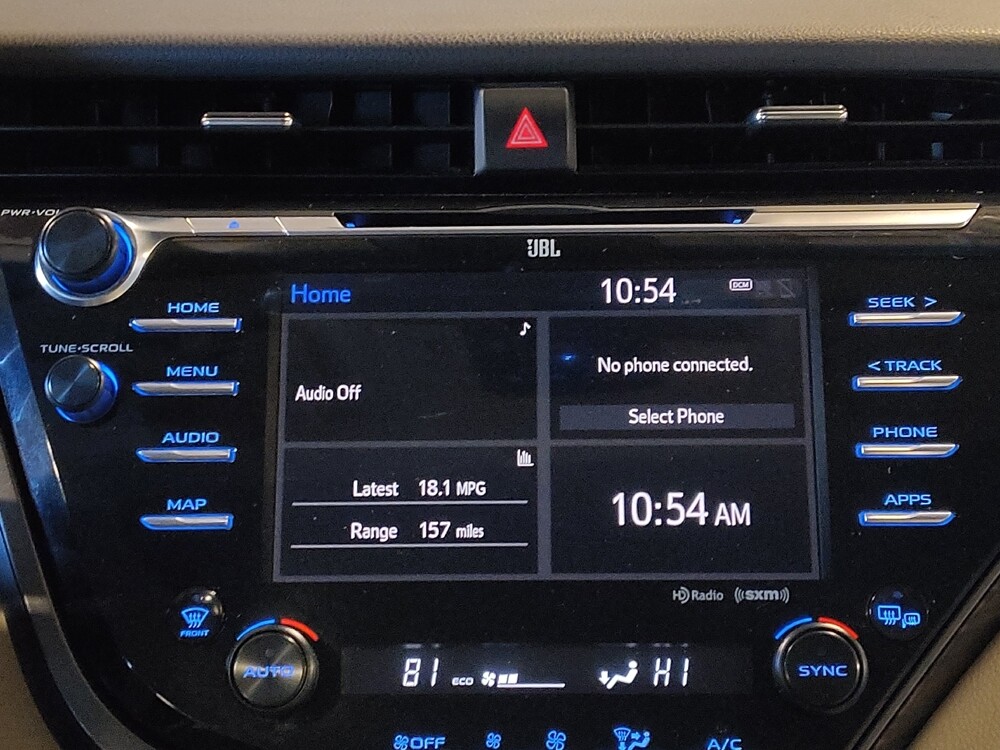 PWR•VOL
JBL
Home 10:54 DCM
HOME
TUNE•SCROLL
MENU
AUDIO
MAP
Audio Off
No phone connected.
Select Phone
Latest 18.1 MPG
Range 157 miles
10:54 AM
SEEK >
< TRACK
PHONE
APPS
HD Radio ((sxm))
FRONT
AUTO
81 ECO HI
SYNC
OFF
A/C